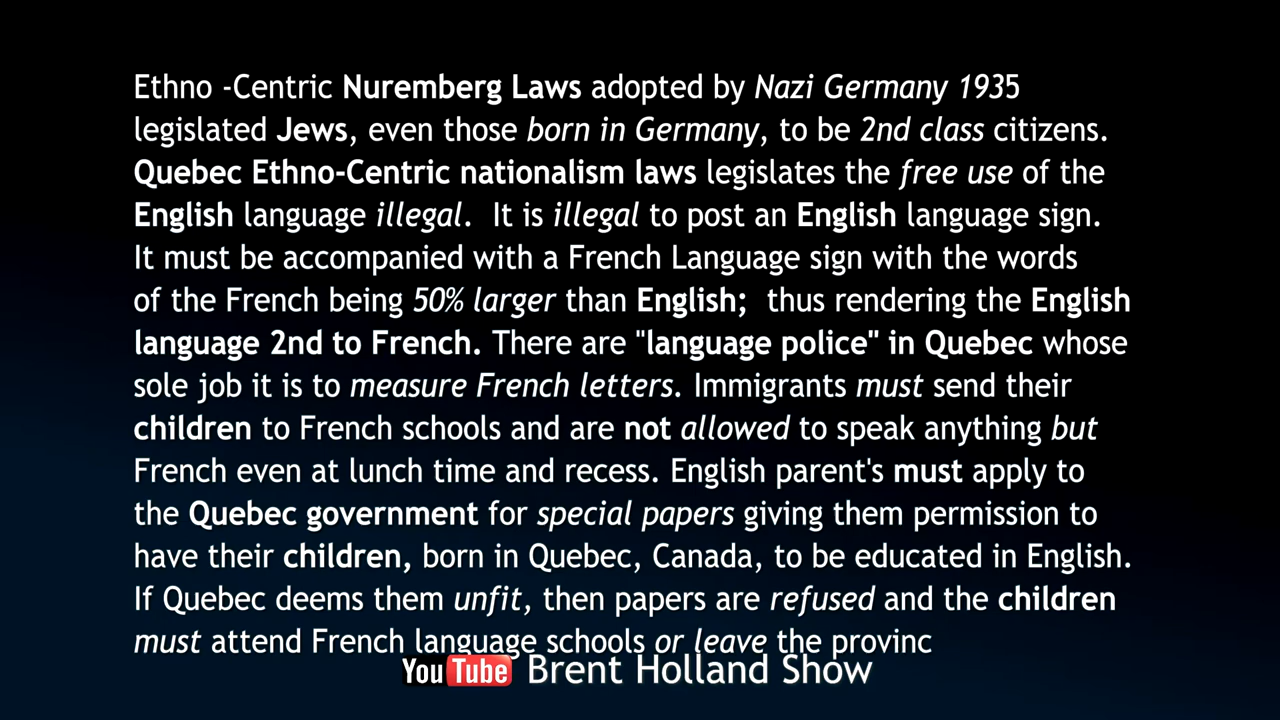 Ethno -Centric Nuremberg Laws adopted by Nazi Germany 1935
legislated Jews, even those born in Germany, to be 2nd class citizens.
Quebec Ethno-Centric nationalism laws legislates the free use of the
English language illegal.  It is illegal to post an English language sign.
It must be accompanied with a French Language sign with the words
of the French being 50% larger than English;  thus rendering the English
language 2nd to French. There are "language police" in Quebec whose
sole job it is to measure French letters. Immigrants must send their
children to French schools and are not allowed to speak anything but
French even at lunch time and recess. English parent's must apply to
the Quebec government for special papers giving them permission to
have their children, born in Quebec, Canada, to be educated in English.
If Quebec deems them unfit, then papers are refused and the children
must attend French language schools or leave the provinc
YouTube Brent Holland Show